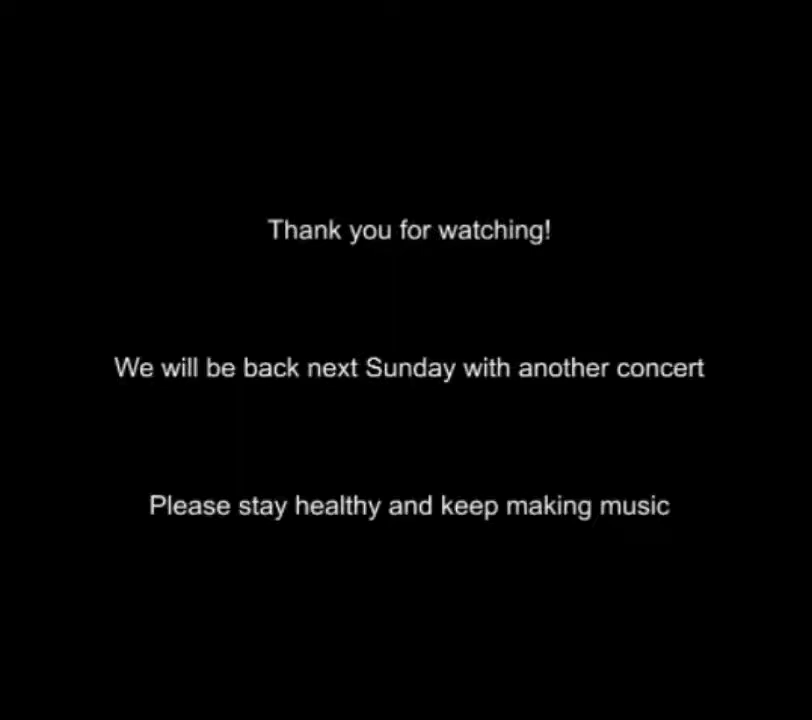 Thank you for watching!
We will be back next Sunday with another concert
Please stay healthy and keep making music